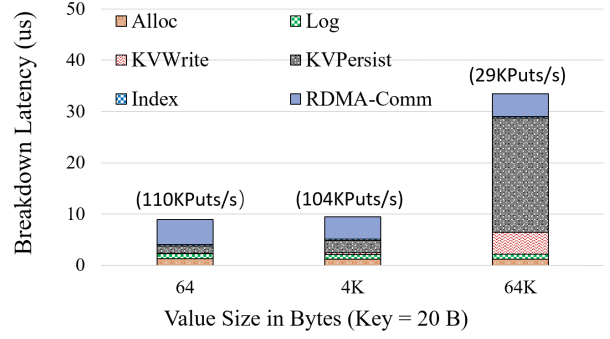 50
40
30
20
10
0
Breakdown Latency (us)
Alloc
Log
KVWrite
KVPersist
Index
RDMA-Comm
(110KPuts/s)
(104KPuts/s)
(29KPuts/s)
64
4K
64K
Value Size in Bytes (Key = 20 B)